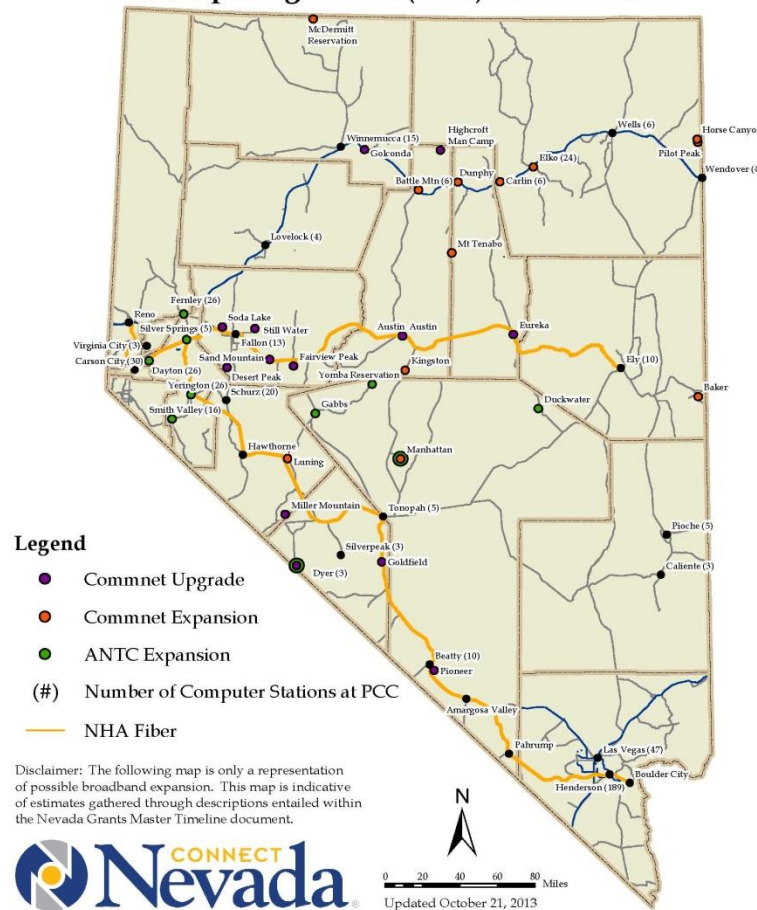 McDermitt
Reservation
Winnemucca (15)
Golconda
Highcroft
Man Camp
Wells (6)
Horse Canyon
Pilot Peak
Wendover
Elko (24)
Dunphy
Battle Mtn (6)
Carlin (6)
Lovelock (4)
Mt Tenabo
Fernley (26)
Reno
Soda Lake
Silver Springs (5)
Still Water
Fallon (13)
Austin
Austin
Eureka
Virginia City (3)
Carson City (30)
Sand Mountain
Fairview Peak
Kingston
Ely (10)
Dayton (26)
Desert Peak
Yomba Reservation
Yerington (26)
Schurz (20)
Baker
Smith Valley (16)
Gabbs
Duckwater
Hawthorne
Luning
Manhattan
Miller Mountain
Tonopah (5)
Pioche (5)
Silverpeak (3)
Goldfield
Dyer (3)
Caliente (3)
Beatty (10)
Pioneer
Amargosa Valley
Pahrump
Las Vegas (47)
Boulder City
Henderson (189)
Legend
Commnet Upgrade
Commnet Expansion
ANTC Expansion
(#) Number of Computer Stations at PCC
NHA Fiber
Disclaimer: The following map is only a representation
of possible broadband expansion. This map is indicative
of estimates gathered through descriptions entailed within
the Nevada Grants Master Timeline document.
CONNECT
Nevada
N
0 20 40 60 80
Miles
Updated October 21, 2013